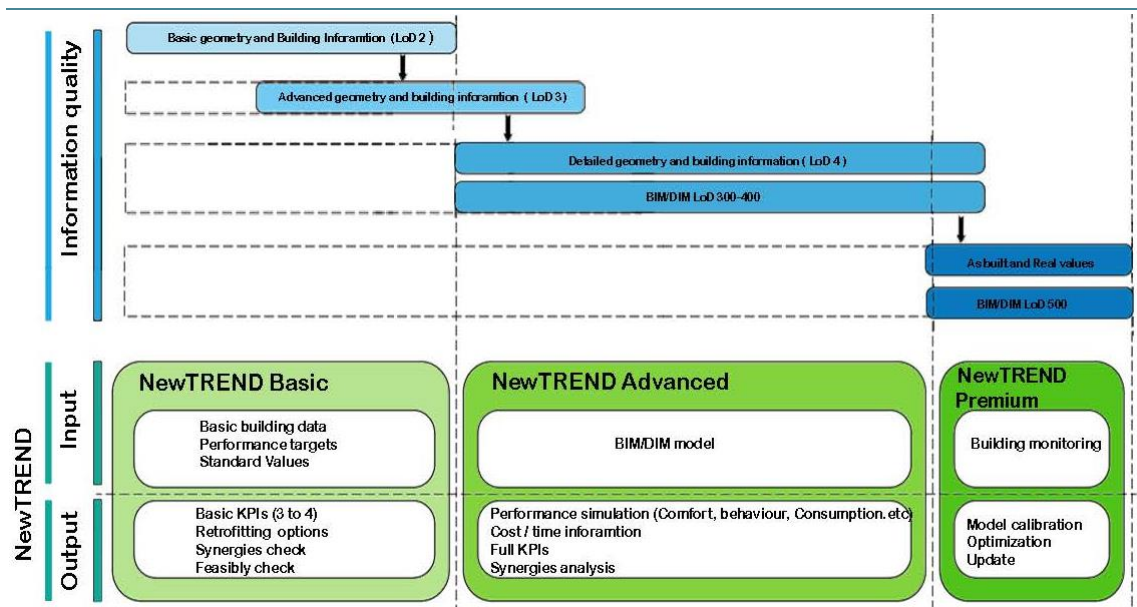 Information quality
Basic geometry and Building Inforamtion (LoD 2 )
Advanced geometry and building inforamtion ( LoD 3)
Detailed geometry and building information ( LoD 4)
BIM/DIM LoD 300-400
As built and Real values
BIM/DIM LoD 500
NewTREND
Input
Output
NewTREND Basic
Basic building data
Performance targets
Standard Values
Basic KPIs (3 to 4)
Retrofitting options
Synergies check
Feasibly check
NewTREND Advanced
BIM/DIM model
Performance simulation (Comfort, behaviour, Consumption.etc)
Cost / time inforamtion
Full KPIs
Synergies analysis
NewTREND
Premium
Building monitoring
Model calibration
Optimization
Update